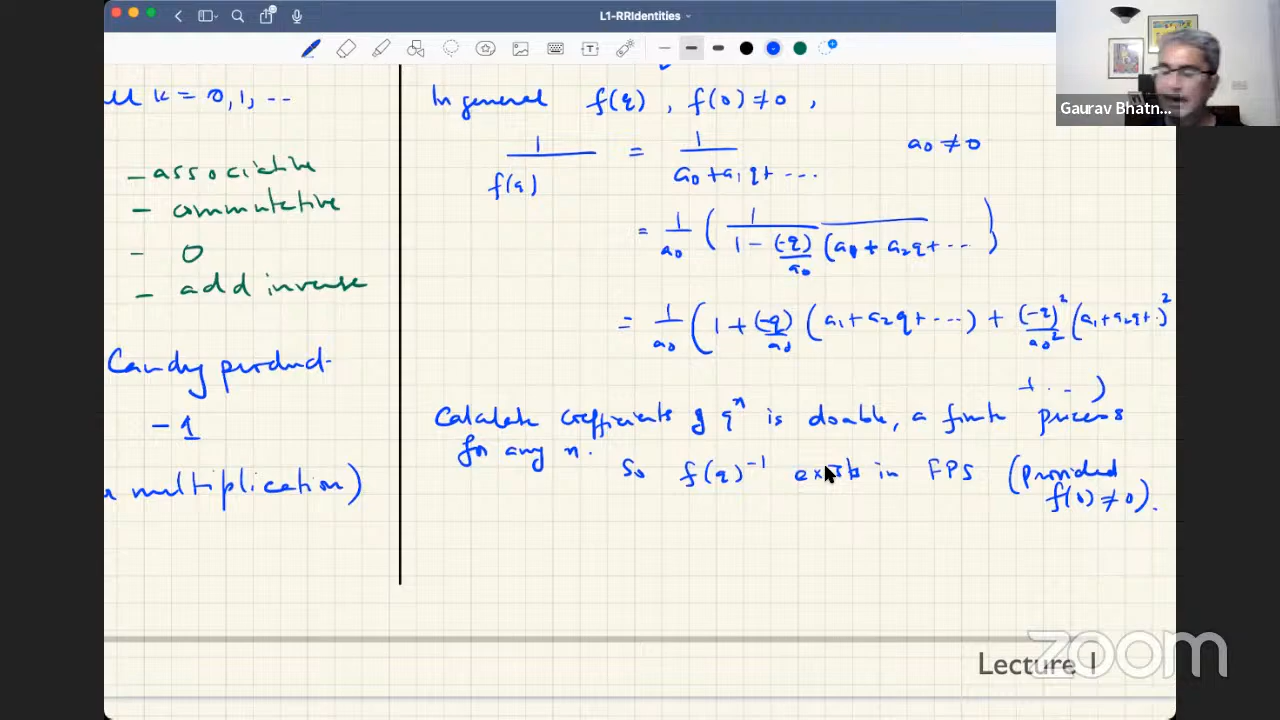 L1-RRIdentities
Gaurav Bhatn...
k = 0, 1, --
- associative
- commutative
- 0
- add inverse
Cauchy product
- 1
multiplication)
In general f(q), f(0) ≠ 0,
1/f(q) = 1/(a0 + a1q + ...) a0 ≠ 0
= 1/a0 ( 1/(1 - (-q)/a0 (a1 + a2q + ...) )
= 1/a0 ( 1 + (-q)/a0 (a1 + a2q + ...) + (-q)^2/a0^2 (a1 + a2q + ..)^2
+ .. )
Calculate coefficients of q^n is doable, a finite process
for any n. So f(q)^-1 exists in FPS (provided
f(0) ≠ 0).
Lecture 1
zoom